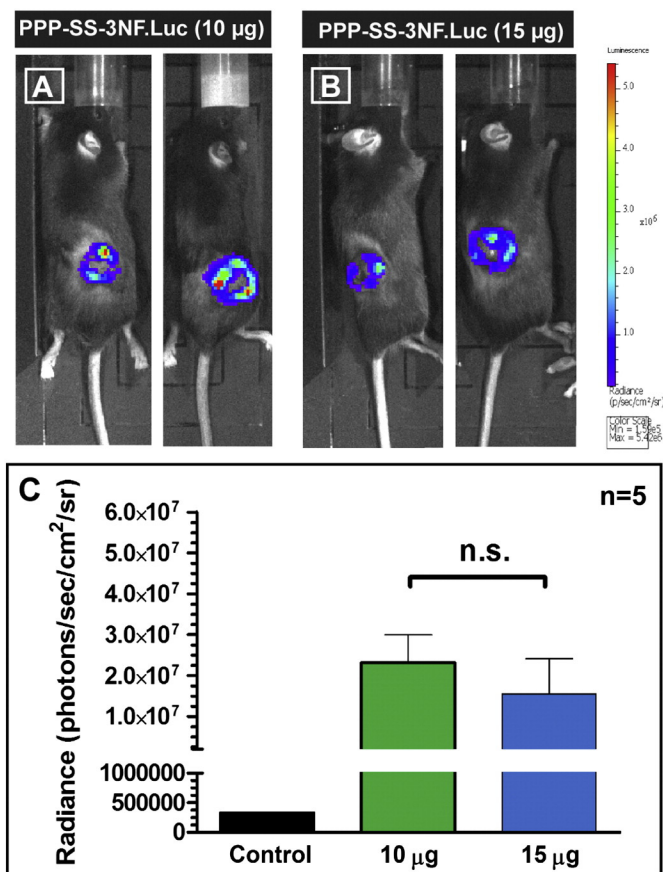 PPP-SS-3NF.Luc (10 µg) PPP-SS-3NF.Luc (15 µg)
A B
Luminescence
5.0
4.0
3.0
x10⁶
2.0
1.0
Radiance
(p/sec/cm²/sr)
Color Scale
Max = 5.42e6
C
n=5
Radiance (photons/sec/cm²/sr)
6.0×10⁷
5.0×10⁷
4.0×10⁷
3.0×10⁷
2.0×10⁷
1.0×10⁷
1000000
500000
0
n.s.
Control 10 µg 15 µg